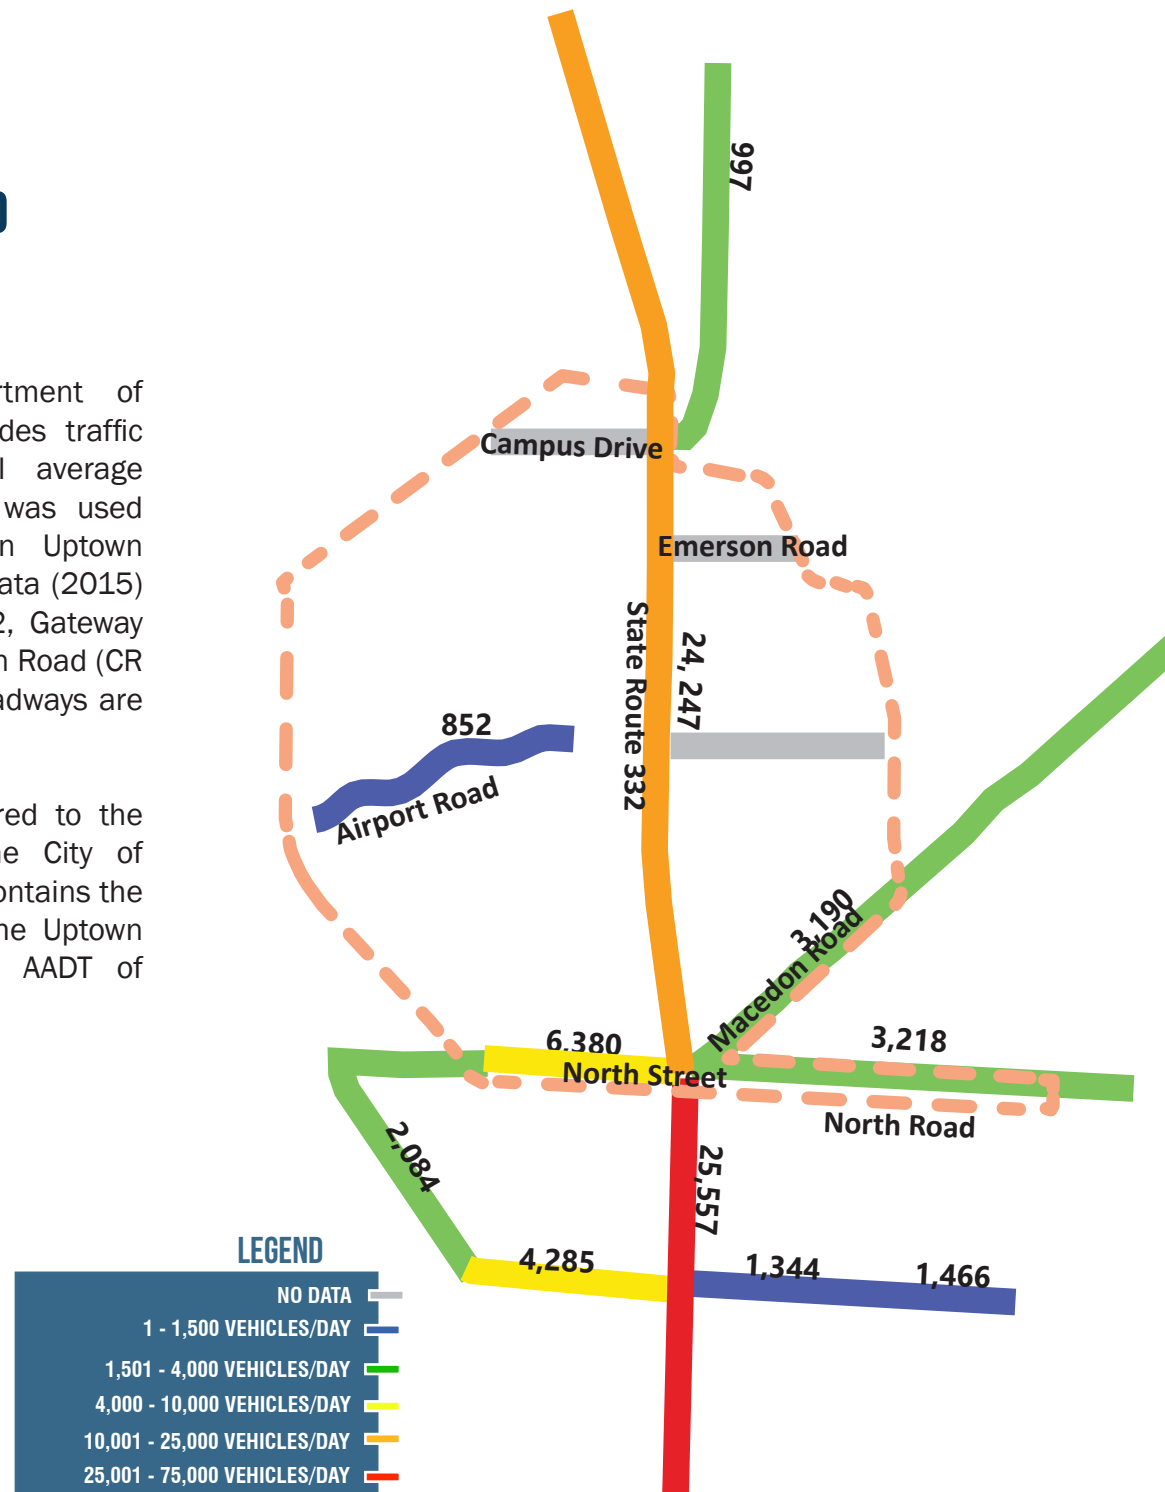 rtment of
des traffic
l average
was used
n Uptown
ata (2015)
2, Gateway
n Road (CR
adways are
red to the
ne City of
ontains the
ne Uptown
AADT of
997
Campus Drive
Emerson Road
State Route 332
24, 247
852
Airport Road
3,190
Macedon Road
6,380
North Street
3,218
North Road
2,084
25,557
4,285
1,344
1,466
LEGEND
NO DATA
1 - 1,500 VEHICLES/DAY
1,501 - 4,000 VEHICLES/DAY
4,000 - 10,000 VEHICLES/DAY
10,001 - 25,000 VEHICLES/DAY
25,001 - 75,000 VEHICLES/DAY